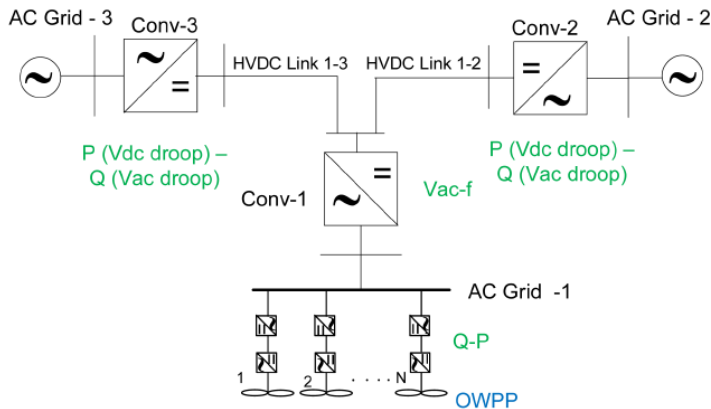 AC Grid - 3
Conv-3
Conv-2
AC Grid - 2
HVDC Link 1-3
HVDC Link 1-2
P (Vdc droop) –
Q (Vac droop)
P (Vdc droop) –
Q (Vac droop)
Conv-1
Vac-f
AC Grid -1
Q-P
1
2
. . . . N
OWPP